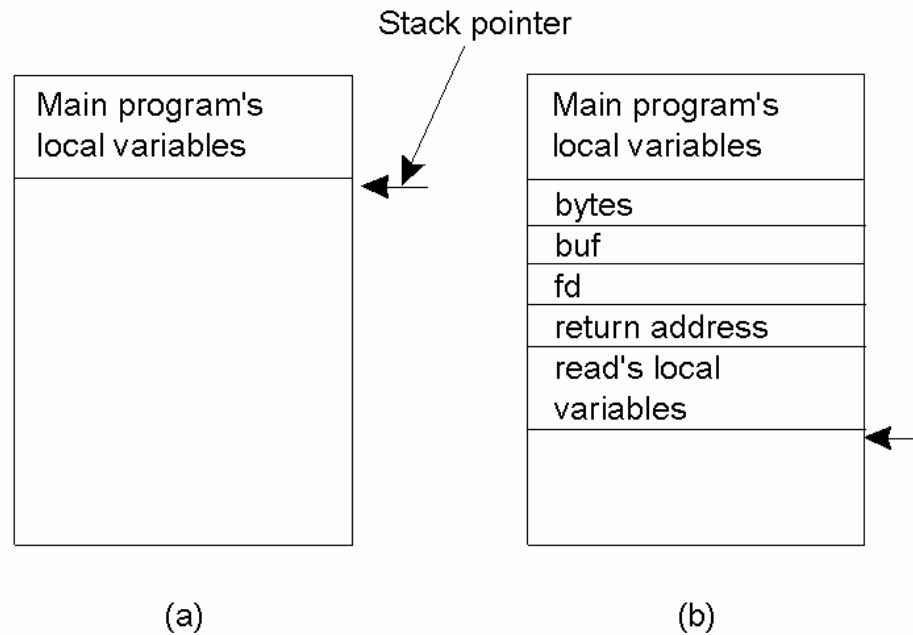 Stack pointer
Main program's
local variables
Main program's
local variables
bytes
buf
fd
return address
read's local
variables
(a)
(b)